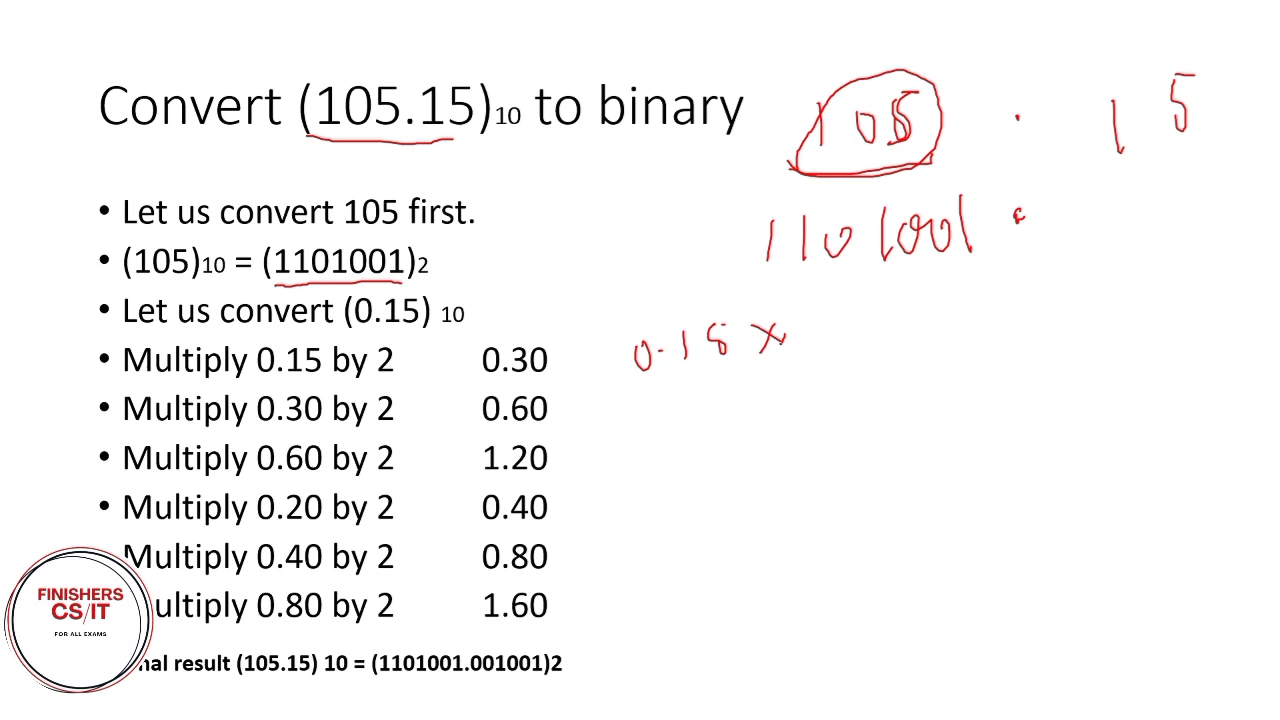 Convert (105.15)10 to binary
105 . 15
1101001 .
• Let us convert 105 first.
• (105)10 = (1101001)2
• Let us convert (0.15) 10
• Multiply 0.15 by 2 0.30
0.15 x
• Multiply 0.30 by 2 0.60
• Multiply 0.60 by 2 1.20
• Multiply 0.20 by 2 0.40
Multiply 0.40 by 2 0.80
ultiply 0.80 by 2 1.60
nal result (105.15) 10 = (1101001.001001)2
FINISHERS
CS/IT
FOR ALL EXAMS